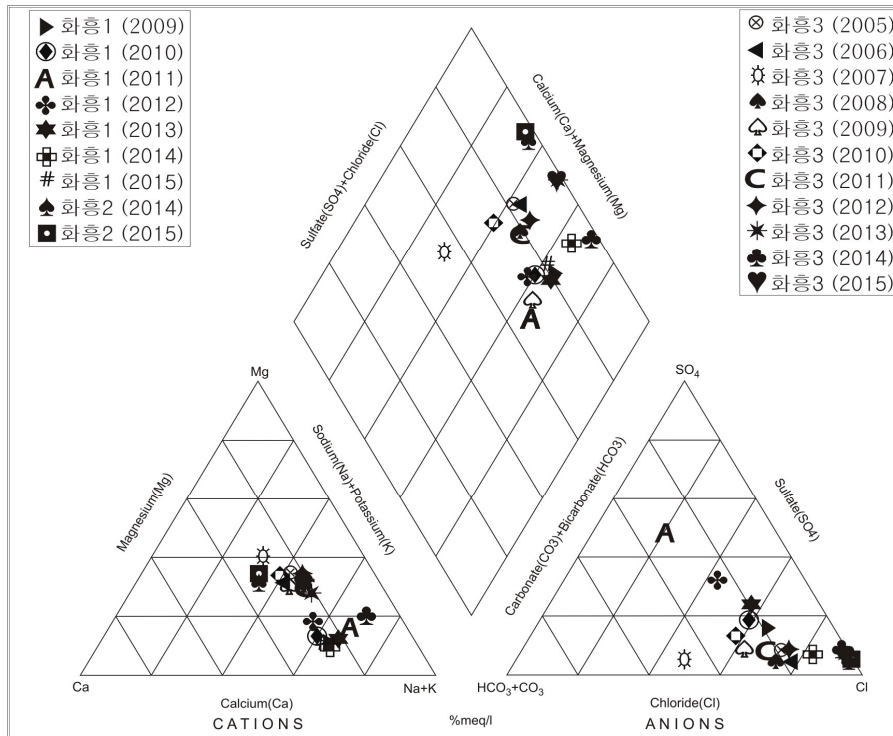 화흥1 (2009)
화흥1 (2010)
화흥1 (2011)
화흥1 (2012)
화흥1 (2013)
화흥1 (2014)
화흥1 (2015)
화흥2 (2014)
화흥2 (2015)
화흥3 (2005)
화흥3 (2006)
화흥3 (2007)
화흥3 (2008)
화흥3 (2009)
화흥3 (2010)
화흥3 (2011)
화흥3 (2012)
화흥3 (2013)
화흥3 (2014)
화흥3 (2015)
Sulfate(SO4)+Chloride(Cl)
Calcium(Ca)+Magnesium(Mg)
Mg
SO4
Magnesium(Mg)
Sodium(Na)+Potassium(K)
Carbonate(CO3)+Bicarbonate(HCO3)
Sulfate(SO4)
Ca
Na+K
HCO3+CO3
Cl
Calcium(Ca)
Chloride(Cl)
CATIONS
%meq/l
ANIONS